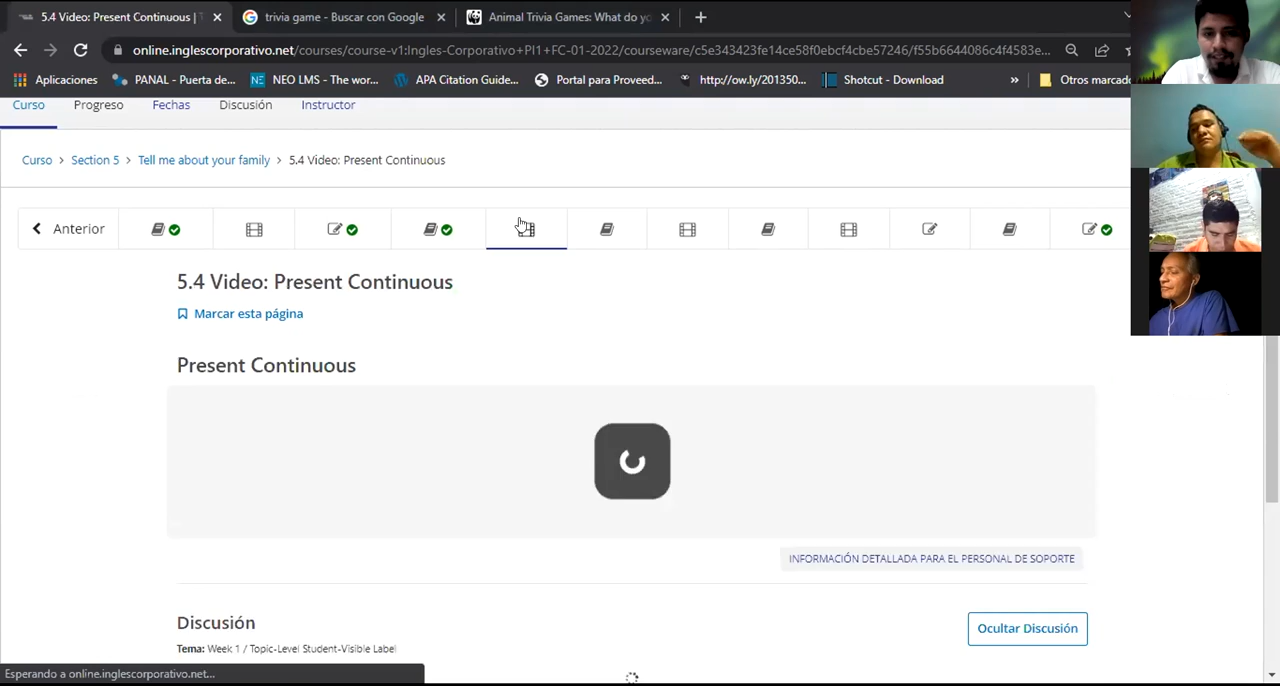 5.4 Video: Present Continuous | T
trivia game - Buscar con Google
Animal Trivia Games: What do yo
online.inglescorporativo.net/courses/course-v1:Ingles-Corporativo+PI1+FC-01-2022/courseware/c5e343423fe14ce58f0ebcf4cbe57246/f55b6644086c4f4583e...
Aplicaciones
PANAL - Puerta de...
NEO LMS - The wor...
APA Citation Guide...
Portal para Proveed...
http://ow.ly/201350...
Shotcut - Download
»
Otros marcado
Curso
Progreso
Fechas
Discusión
Instructor
Curso > Section 5 > Tell me about your family > 5.4 Video: Present Continuous
Anterior
5.4 Video: Present Continuous
Marcar esta página
Present Continuous
INFORMACIÓN DETALLADA PARA EL PERSONAL DE SOPORTE
Discusión
Ocultar Discusión
Tema: Week 1 / Topic-Level Student-Visible Label
Esperando a online.inglescorporativo.net...